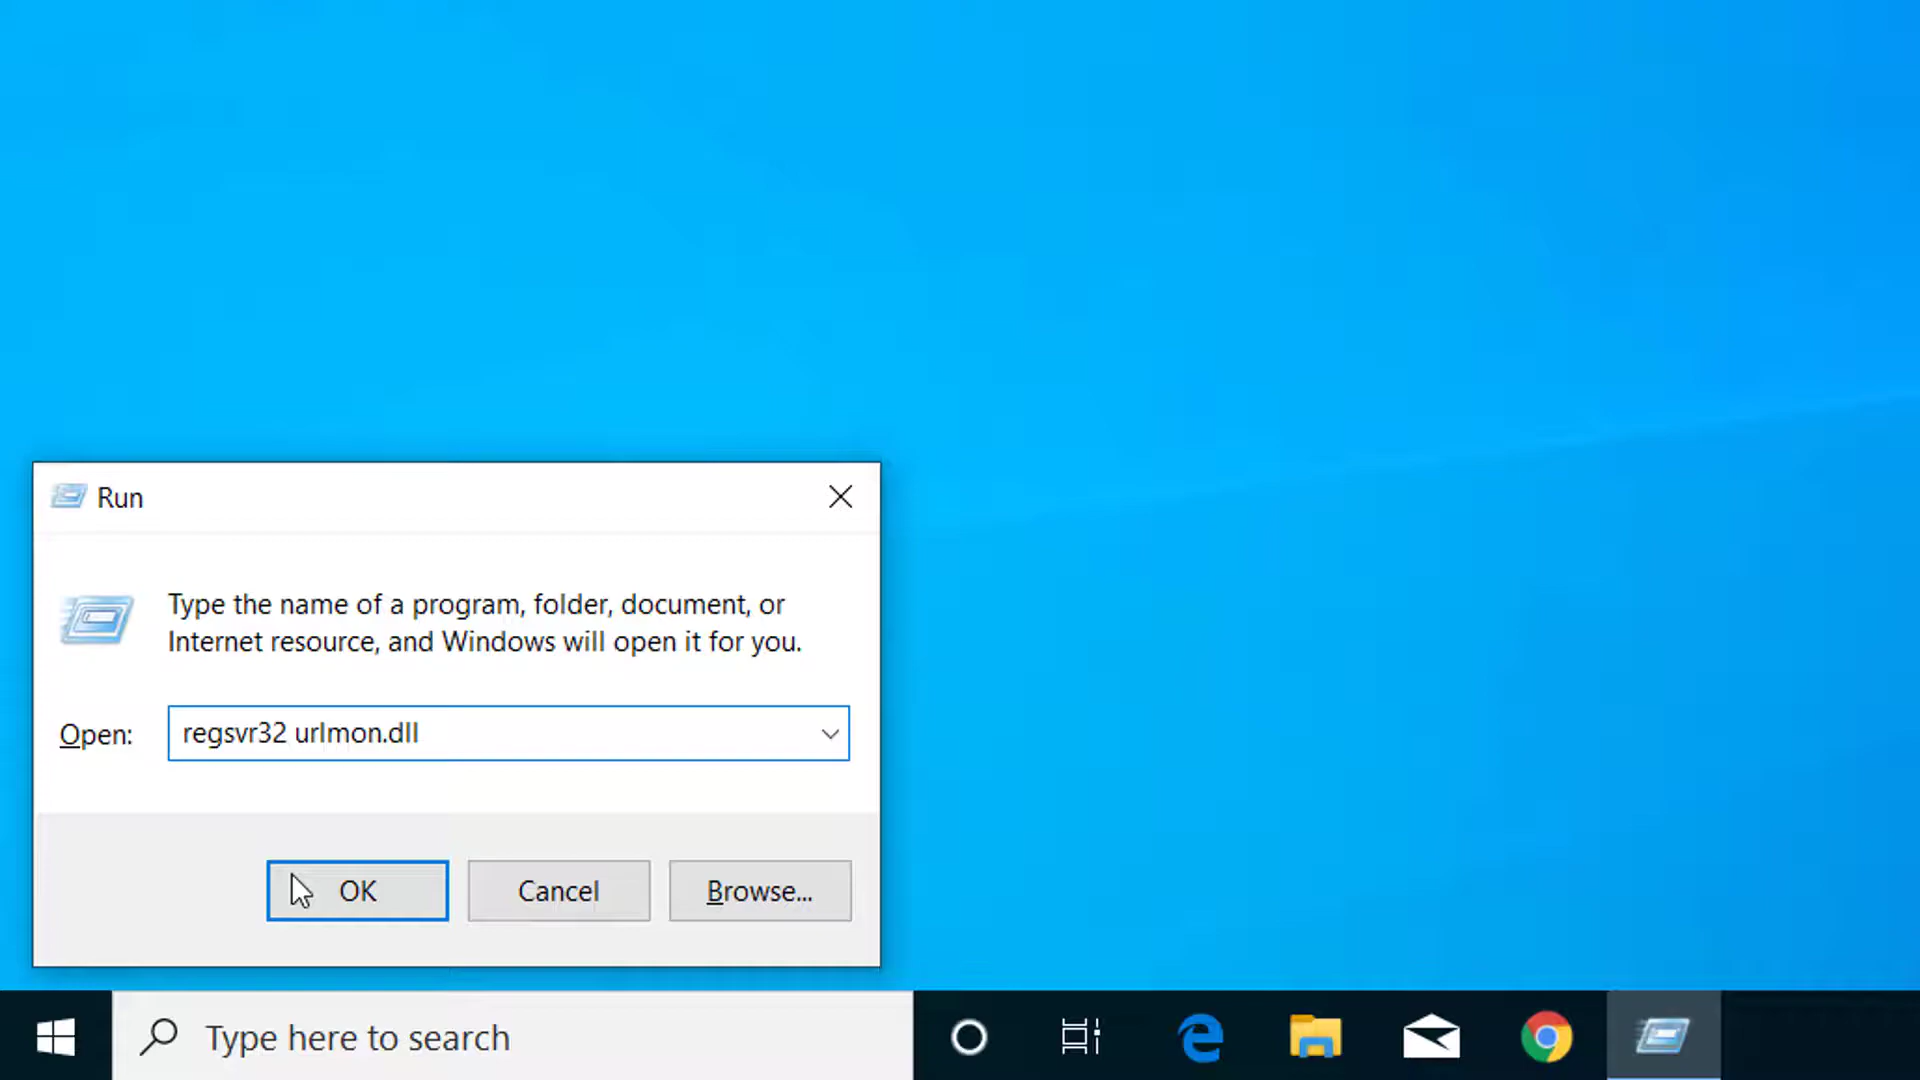 Run
Type the name of a program, folder, document, or
Internet resource, and Windows will open it for you.
Open: regsvr32 urlmon.dll
OK Cancel Browse...
Type here to search